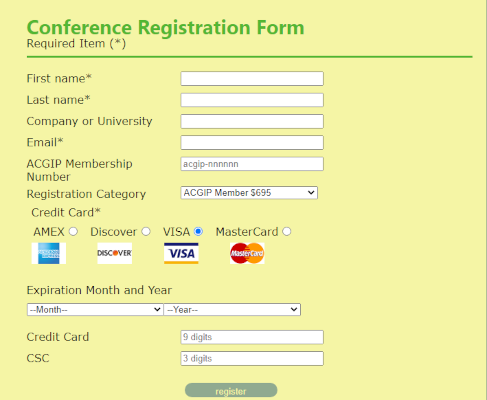 Conference Registration Form
Required Item (*)
First name*
Last name*
Company or University
Email*
ACGIP Membership
Number
acgip-nnnnnn
Registration Category
ACGIP Member $695
Credit Card*
AMEX Discover VISA MasterCard
AMERICAN EXPRESS DISCOVER VISA MasterCard
Expiration Month and Year
--Month-- --Year--
Credit Card
9 digits
CSC
3 digits
register